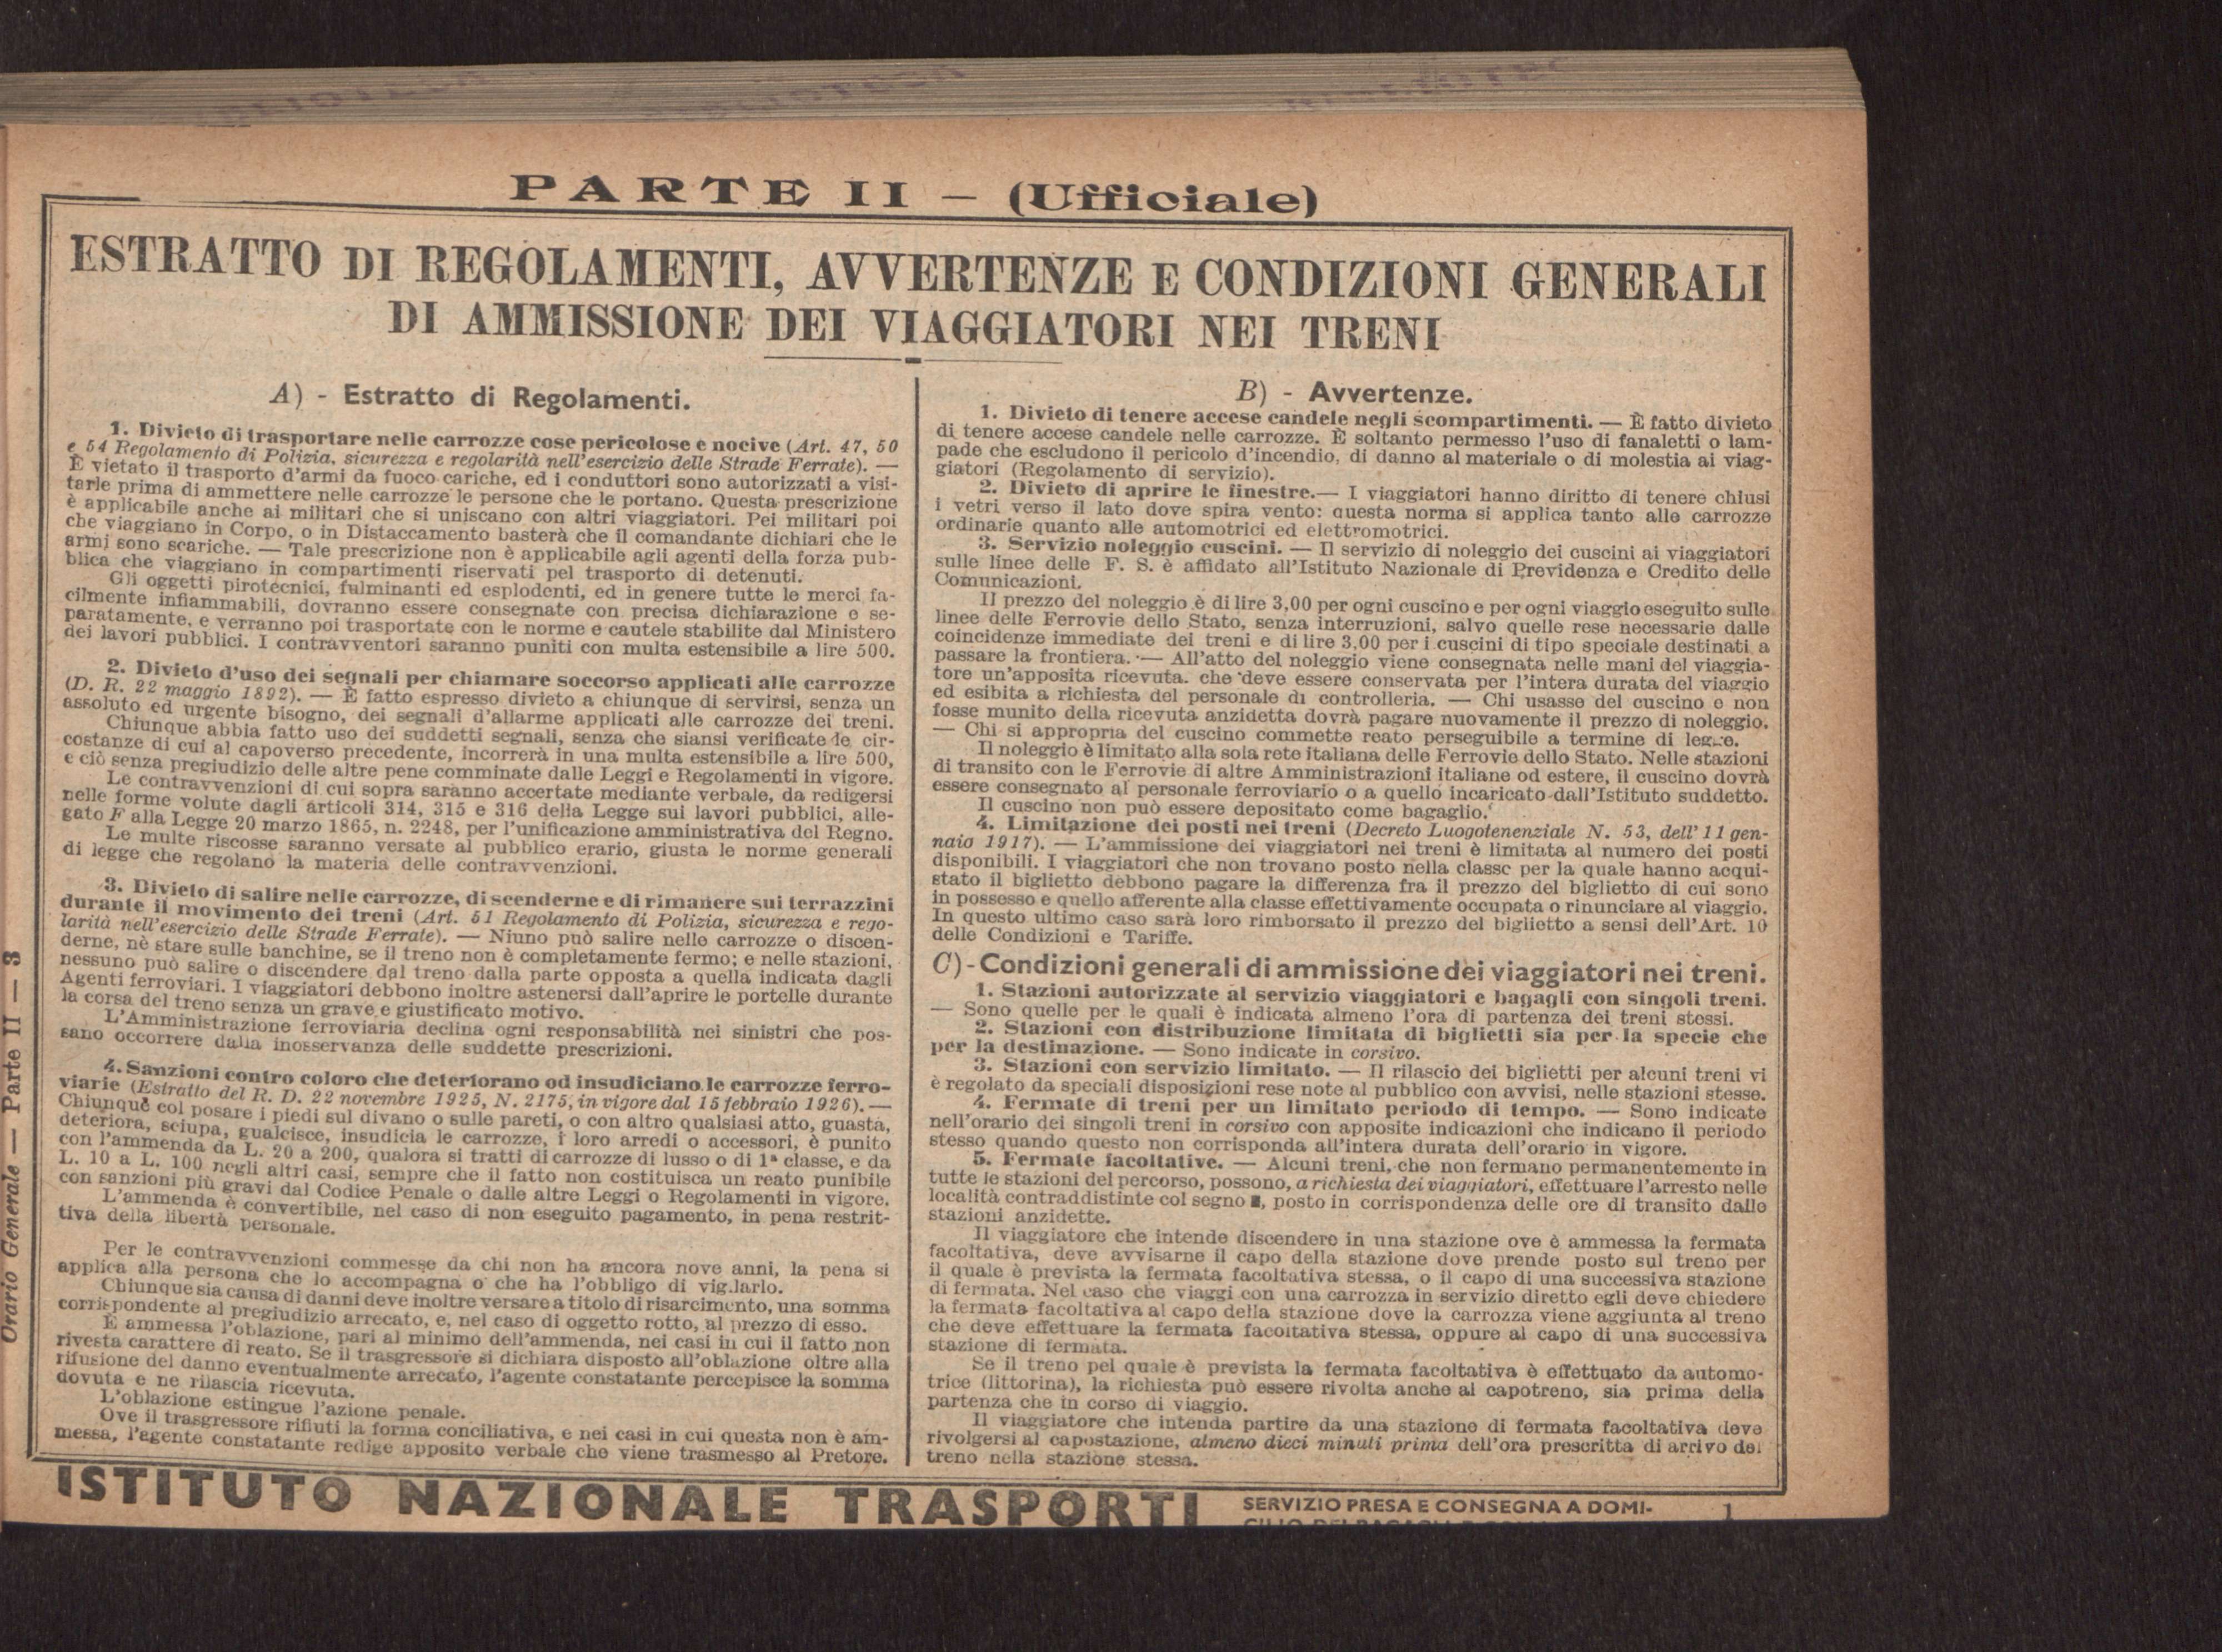 PARTE II — (Ufficiale)
ESTRATTO DI REGOLAMENTI, AVVERTENZE E CONDIZIONI GENERALI
DI AMMISSIONE DEI VIAGGIATORI NEI TRENI
A) - Estratto di Regolamenti.
1. Divieto di trasportare nelle carrozze cose pericolose e nocive (Art. 47, 50
e 54 Regolamento di Polizia, sicurezza e regolarità nell'esercizio delle Strade Ferrate). —
È vietato il trasporto d'armi da fuoco cariche, ed i conduttori sono autorizzati a visi-
tarle prima di ammettere nelle carrozze le persone che le portano. Questa prescrizione
è applicabile anche ai militari che si uniscano con altri viaggiatori. Pei militari poi
che viaggiano in Corpo, o in Distaccamento basterà che il comandante dichiari che le
armi sono scariche. — Tale prescrizione non è applicabile agli agenti della forza pub-
blica che viaggiano in compartimenti riservati pel trasporto di detenuti.
Gli oggetti pirotecnici, fulminanti ed esplodenti, ed in genere tutte le merci fa-
cilmente infiammabili, dovranno essere consegnate con precisa dichiarazione e se-
paratamente, e verranno poi trasportate con le norme e cautele stabilite dal Ministero
dei lavori pubblici. I contravventori saranno puniti con multa estensibile a lire 500.
2. Divieto d'uso dei segnali per chiamare soccorso applicati alle carrozze
(D. R. 22 maggio 1892). — È fatto espresso divieto a chiunque di servirsi, senza un
assoluto ed urgente bisogno, dei segnali d'allarme applicati alle carrozze dei treni.
Chiunque abbia fatto uso dei suddetti segnali, senza che siansi verificate le cir-
costanze di cui al capoverso precedente, incorrerà in una multa estensibile a lire 500,
e ciò senza pregiudizio delle altre pene comminate dalle Leggi e Regolamenti in vigore.
Le contravvenzioni di cui sopra saranno accertate mediante verbale, da redigersi
nelle forme volute dagli articoli 314, 315 e 316 della Legge sui lavori pubblici, alle-
gato F alla Legge 20 marzo 1865, n. 2248, per l'unificazione amministrativa del Regno.
Le multe riscosse saranno versate al pubblico erario, giusta le norme generali
di legge che regolano la materia delle contravvenzioni.
3. Divieto di salire nelle carrozze, di scenderne e di rimanere sui terrazzini
durante il movimento dei treni (Art. 51 Regolamento di Polizia, sicurezza e rego-
larità nell'esercizio delle Strade Ferrate). — Niuno può salire nelle carrozze o discen-
derne, nè stare sulle banchine, se il treno non è completamente fermo; e nelle stazioni,
nessuno può salire o discendere dal treno dalla parte opposta a quella indicata dagli
Agenti ferroviari. I viaggiatori debbono inoltre astenersi dall'aprire le portelle durante
la corsa del treno senza un grave e giustificato motivo.
L'Amministrazione ferroviaria declina ogni responsabilità nei sinistri che pos-
sano occorrere dalla inosservanza delle suddette prescrizioni.
4. Sanzioni contro coloro che deteriorano od insudiciano le carrozze ferro-
viarie (Estratto del R. D. 22 novembre 1925, N. 2175, in vigore dal 15 febbraio 1926). —
Chiunque col posare i piedi sul divano o sulle pareti, o con altro qualsiasi atto, guasta,
deteriora, sciupa, gualcisce, insudicia le carrozze, i loro arredi o accessori, è punito
con l'ammenda da L. 20 a 200, qualora si tratti di carrozze di lusso o di 1ª classe, e da
L. 10 a L. 100 negli altri casi, sempre che il fatto non costituisca un reato punibile
con sanzioni più gravi dal Codice Penale o dalle altre Leggi o Regolamenti in vigore.
L'ammenda è convertibile, nel caso di non eseguito pagamento, in pena restrit-
tiva della libertà personale.
Per le contravvenzioni commesse da chi non ha ancora nove anni, la pena si
applica alla persona che lo accompagna o che ha l'obbligo di vigilarlo.
Chiunque sia causa di danni deve inoltre versare a titolo di risarcimento, una somma
corrispondente al pregiudizio arrecato, e, nel caso di oggetto rotto, al prezzo di esso.
È ammessa l'oblazione, pari al minimo dell'ammenda, nei casi in cui il fatto non
rivesta carattere di reato. Se il trasgressore si dichiara disposto all'oblazione oltre alla
rifusione del danno eventualmente arrecato, l'agente constatante percepisce la somma
dovuta e ne rilascia ricevuta.
L'oblazione estingue l'azione penale.
Ove il trasgressore rifiuti la forma conciliativa, e nei casi in cui questa non è am-
messa, l'agente constatante redige apposito verbale che viene trasmesso al Pretore.
B) - Avvertenze.
1. Divieto di tenere accese candele negli scompartimenti. — È fatto divieto
di tenere accese candele nelle carrozze. È soltanto permesso l'uso di fanaletti o lam-
pade che escludono il pericolo d'incendio, di danno al materiale o di molestia ai viag-
giatori (Regolamento di servizio).
2. Divieto di aprire le finestre.— I viaggiatori hanno diritto di tenere chiusi
i vetri verso il lato dove spira vento: questa norma si applica tanto alle carrozze
ordinarie quanto alle automotrici ed elettromotrici.
3. Servizio noleggio cuscini. — Il servizio di noleggio dei cuscini ai viaggiatori
sulle linee delle F. S. è affidato all'Istituto Nazionale di Previdenza e Credito delle
Comunicazioni.
Il prezzo del noleggio è di lire 3,00 per ogni cuscino e per ogni viaggio eseguito sulle
linee delle Ferrovie dello Stato, senza interruzioni, salvo quelle rese necessarie dalle
coincidenze immediate dei treni e di lire 3,00 per i cuscini di tipo speciale destinati a
passare la frontiera. — All'atto del noleggio viene consegnata nelle mani del viaggia-
tore un'apposita ricevuta. che deve essere conservata per l'intera durata del viaggio
ed esibita a richiesta del personale di controlleria. — Chi usasse del cuscino e non
fosse munito della ricevuta anzidetta dovrà pagare nuovamente il prezzo di noleggio.
— Chi si appropria del cuscino commette reato perseguibile a termine di legge.
Il noleggio è limitato alla sola rete italiana delle Ferrovie dello Stato. Nelle stazioni
di transito con le Ferrovie di altre Amministrazioni italiane od estere, il cuscino dovrà
essere consegnato al personale ferroviario o a quello incaricato dall'Istituto suddetto.
Il cuscino non può essere depositato come bagaglio.
4. Limitazione dei posti nei treni (Decreto Luogotenenziale N. 53, dell' 11 gen-
naio 1917). — L'ammissione dei viaggiatori nei treni è limitata al numero dei posti
disponibili. I viaggiatori che non trovano posto nella classe per la quale hanno acqui-
stato il biglietto debbono pagare la differenza fra il prezzo del biglietto di cui sono
in possesso e quello afferente alla classe effettivamente occupata o rinunciare al viaggio.
In questo ultimo caso sarà loro rimborsato il prezzo del biglietto a sensi dell'Art. 10
delle Condizioni e Tariffe.
C) - Condizioni generali di ammissione dei viaggiatori nei treni.
1. Stazioni autorizzate al servizio viaggiatori e bagagli con singoli treni.
— Sono quelle per le quali è indicata almeno l'ora di partenza dei treni stessi.
2. Stazioni con distribuzione limitata di biglietti sia per la specie che
per la destinazione. — Sono indicate in corsivo.
3. Stazioni con servizio limitato. — Il rilascio dei biglietti per alcuni treni vi
è regolato da speciali disposizioni rese note al pubblico con avvisi, nelle stazioni stesse.
4. Fermate di treni per un limitato periodo di tempo. — Sono indicate
nell'orario dei singoli treni in corsivo con apposite indicazioni che indicano il periodo
stesso quando questo non corrisponda all'intera durata dell'orario in vigore.
5. Fermate facoltative. — Alcuni treni, che non fermano permanentemente in
tutte le stazioni del percorso, possono, a richiesta dei viaggiatori, effettuare l'arresto nelle
località contraddistinte col segno ■, posto in corrispondenza delle ore di transito dalle
stazioni anzidette.
Il viaggiatore che intende discendere in una stazione ove è ammessa la fermata
facoltativa, deve avvisarne il capo della stazione dove prende posto sul treno per
il quale è prevista la fermata facoltativa stessa, o il capo di una successiva stazione
di fermata. Nel caso che viaggi con una carrozza in servizio diretto egli deve chiedere
la fermata facoltativa al capo della stazione dove la carrozza viene aggiunta al treno
che deve effettuare la fermata facoltativa stessa, oppure al capo di una successiva
stazione di fermata.
Se il treno pel quale è prevista la fermata facoltativa è effettuato da automo-
trice (littorina), la richiesta può essere rivolta anche al capotreno, sia prima della
partenza che in corso di viaggio.
Il viaggiatore che intenda partire da una stazione di fermata facoltativa deve
rivolgersi al capostazione, almeno dieci minuti prima dell'ora prescritta di arrivo del
treno nella stazione stessa.
Orario Generale — Parte II — 3
ISTITUTO NAZIONALE TRASPORTI
SERVIZIO PRESA E CONSEGNA A DOMI-
1